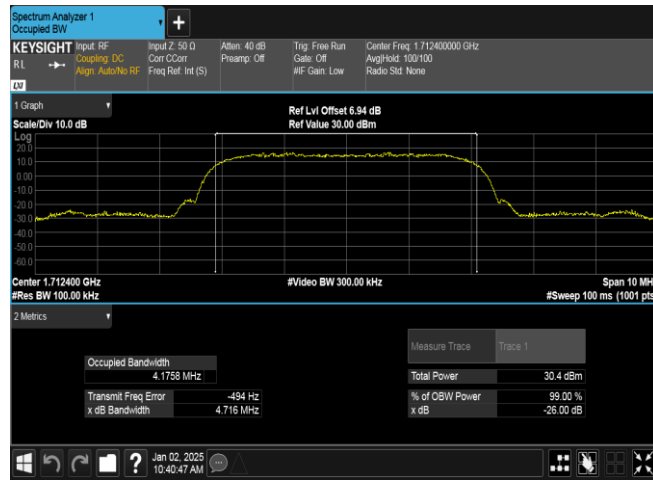 Spectrum Analyzer 1
Occupied BW
+
KEYSIGHT Input: RF Input Z: 50 Ω Atten: 40 dB Trig: Free Run Center Freq: 1.712400000 GHz
RL Coupling: DC Corr CCorr Preamp: Off Gate: Off Avg|Hold: 100/100
Align: Auto/No RF Freq Ref: Int (S) #IF Gain: Low Radio Std: None
LXI
1 Graph
Ref Lvl Offset 6.94 dB
Scale/Div 10.0 dB Ref Value 30.00 dBm
Log
20.0
10.0
0.00
-10.0
-20.0
-30.0
-40.0
-50.0
-60.0
Center 1.712400 GHz #Video BW 300.00 kHz Span 10 MH
#Res BW 100.00 kHz #Sweep 100 ms (1001 pts
2 Metrics
Measure Trace Trace 1
Occupied Bandwidth
4.1758 MHz Total Power 30.4 dBm
Transmit Freq Error -494 Hz % of OBW Power 99.00 %
x dB Bandwidth 4.716 MHz x dB -26.00 dB
? Jan 02, 2025
10:40:47 AM